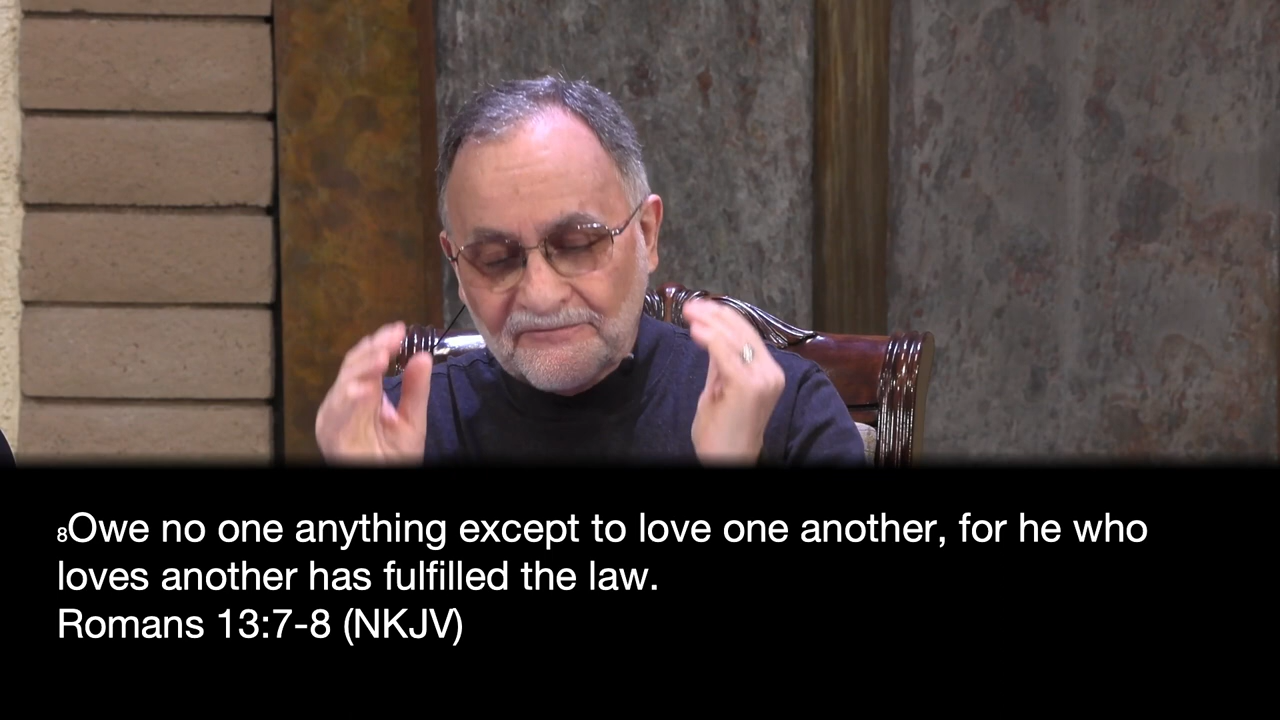 8Owe no one anything except to love one another, for he who
loves another has fulfilled the law.
Romans 13:7-8 (NKJV)